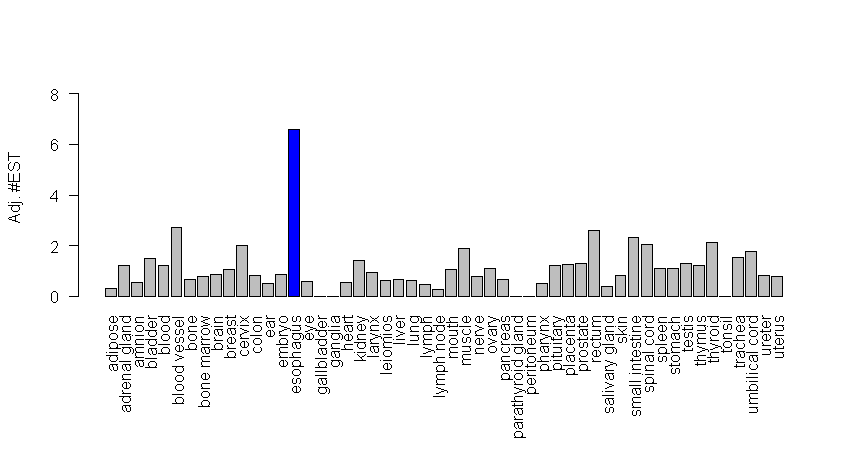 8
6
4
2
0
Adj. #EST
adipose
adrenal gland
amnion
bladder
blood
blood vessel
bone
bone marrow
brain
breast
cervix
colon
ear
embryo
esophagus
eye
gallbladder
ganglia
heart
kidney
larynx
leiomios
liver
lung
lymph
lymph node
mouth
muscle
nerve
ovary
pancreas
parathyroid gland
peritoneum
pharynx
pituitary
placenta
prostate
rectum
salivary gland
skin
small intestine
spinal cord
spleen
stomach
testis
thymus
thyroid
tonsil
trachea
umbilical cord
ureter
uterus